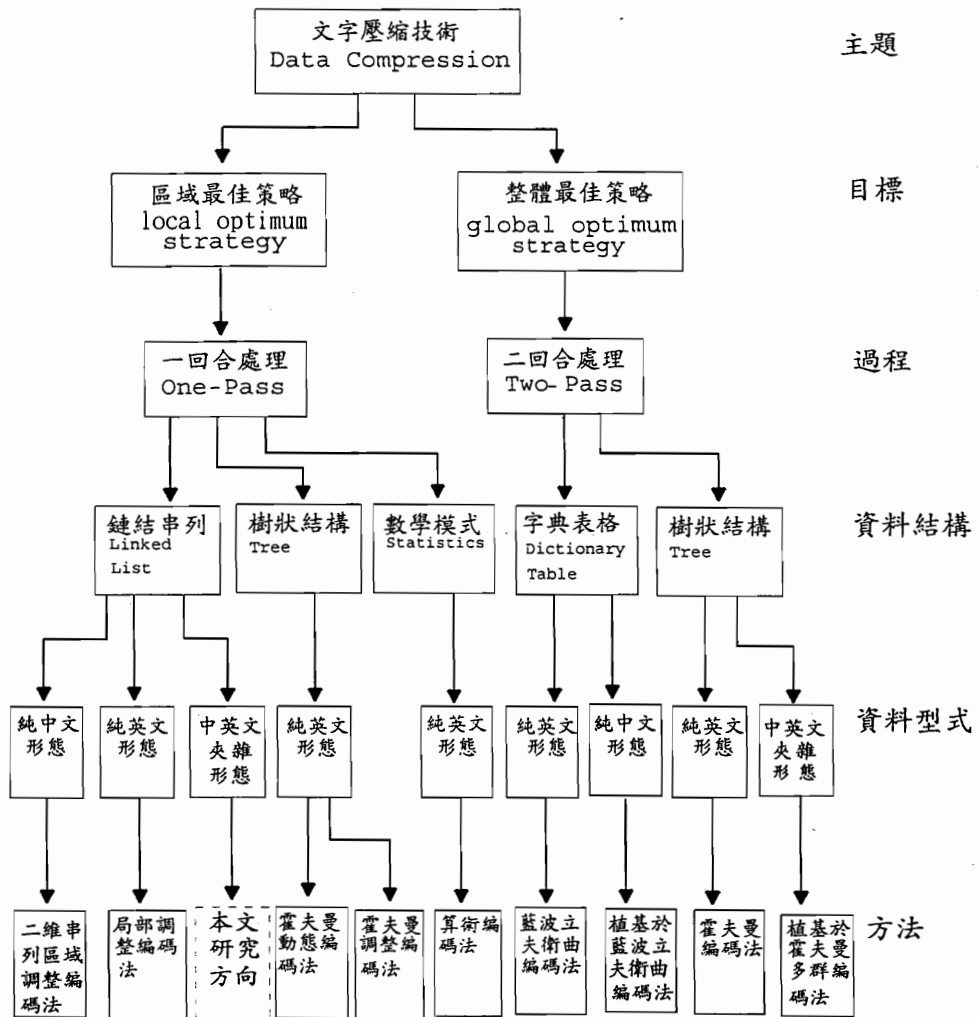 文字壓縮技術
Data Compression
主題
區域最佳策略
local optimum
strategy
整體最佳策略
global optimum
strategy
目標
一回合處理
One-Pass
二回合處理
Two-Pass
過程
鏈結串列
Linked
List
樹狀結構
Tree
數學模式
Statistics
字典表格
Dictionary
Table
樹狀結構
Tree
資料結構
純中文
形態
純英文
形態
中英文
夾雜
形態
純英文
形態
純英文
形態
純英文
形態
純中文
形態
純英文
形態
中英文
夾雜
形態
資料型式
二維串
列區域
調整編
碼法
局部調
整編碼
法
本文
研究
方向
霍夫曼
動態編
碼法
霍夫曼
調整編
碼法
算術編
碼法
藍波立
夫衛曲
編碼法
植基於
藍波立
夫衛曲
編碼法
霍夫曼
編碼法
植基於
霍夫曼
多群編
碼法
方法